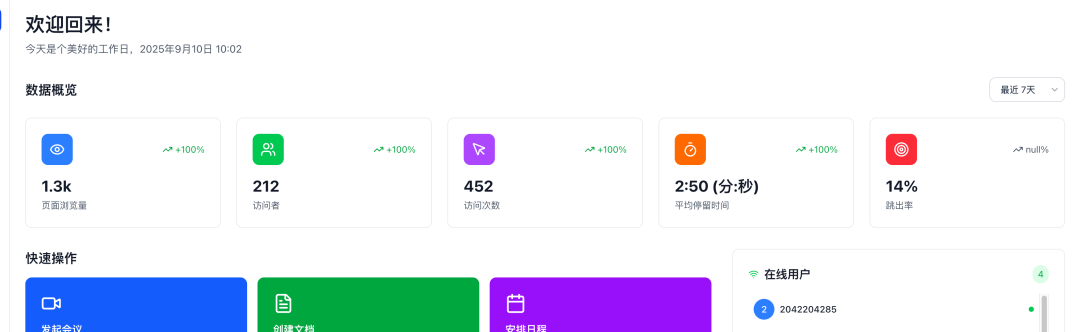 欢迎回来！
今天是个美好的工作日，2025年9月10日 10:02
数据概览
最近 7天
+100%
1.3k
页面浏览量
+100%
212
访问者
+100%
452
访问次数
+100%
2:50 (分:秒)
平均停留时间
null%
14%
跳出率
快速操作
发起会议
创建文档
安排日程
在线用户
4
2
2042204285